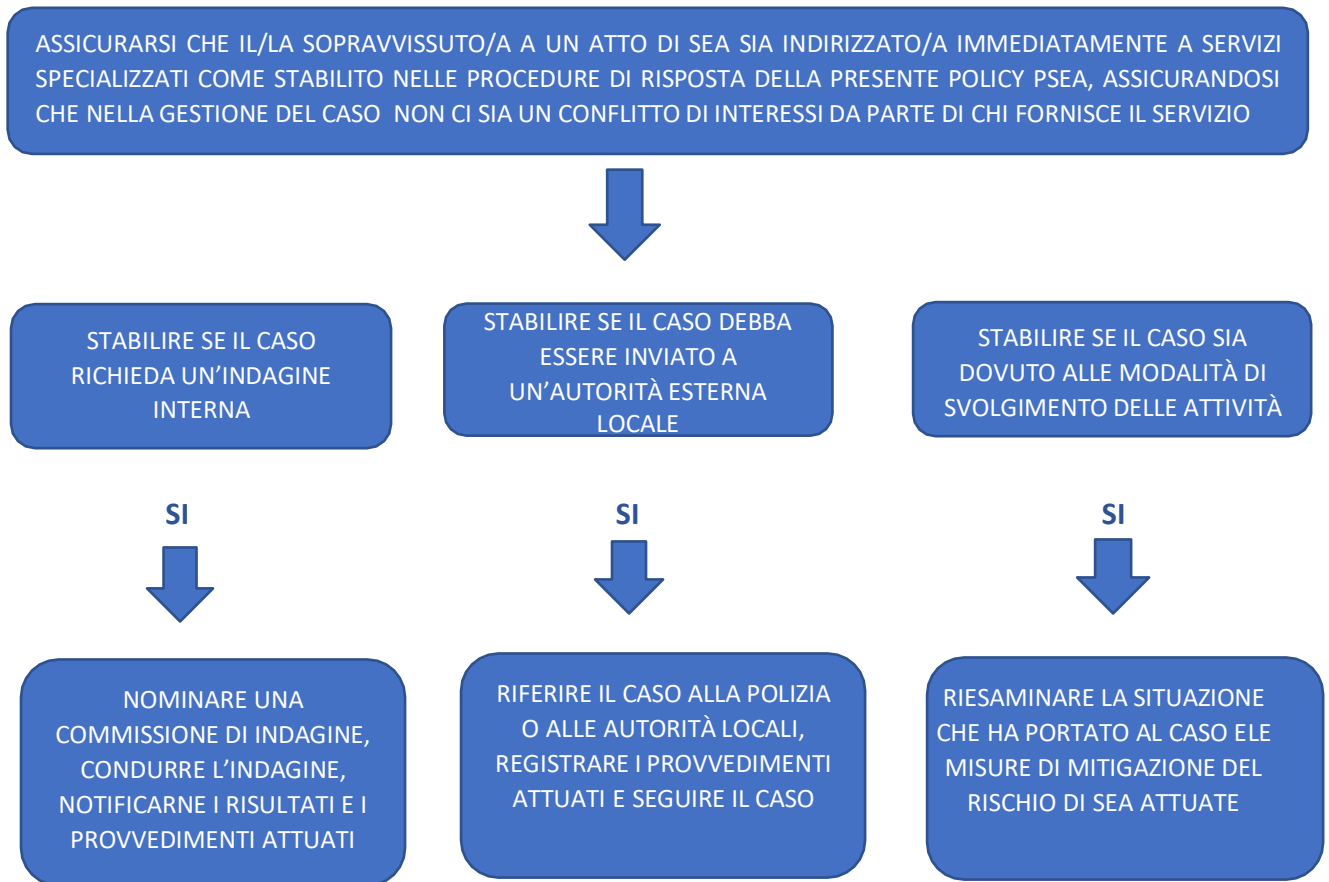 ASSICURARSI CHE IL/LA SOPRAVVISSUTO/A A UN ATTO DI SEA SIA INDIRIZZATO/A IMMEDIATAMENTE A SERVIZI
SPECIALIZZATI COME STABILITO NELLE PROCEDURE DI RISPOSTA DELLA PRESENTE POLICY PSEA, ASSICURANDOSI
CHE NELLA GESTIONE DEL CASO NON CI SIA UN CONFLITTO DI INTERESSI DA PARTE DI CHI FORNISCE IL SERVIZIO
STABILIRE SE IL CASO
RICHIEDA UN'INDAGINE
INTERNA
STABILIRE SE IL CASO DEBBA
ESSERE INVIATO A
UN'AUTORITÀ ESTERNA
LOCALE
STABILIRE SE IL CASO SIA
DOVUTO ALLE MODALITÀ DI
SVOLGIMENTO DELLE ATTIVITÀ
SI
SI
SI
NOMINARE UNA
COMMISSIONE DI INDAGINE,
CONDURRE L'INDAGINE,
NOTIFICARNE I RISULTATI E I
PROVVEDIMENTI ATTUATI
RIFERIRE IL CASO ALLA POLIZIA
O ALLE AUTORITÀ LOCALI,
REGISTRARE I PROVVEDIMENTI
ATTUATI E SEGUIRE IL CASO
RIESAMINARE LA SITUAZIONE
CHE HA PORTATO AL CASO ELE
MISURE DI MITIGAZIONE DEL
RISCHIO DI SEA ATTUATE